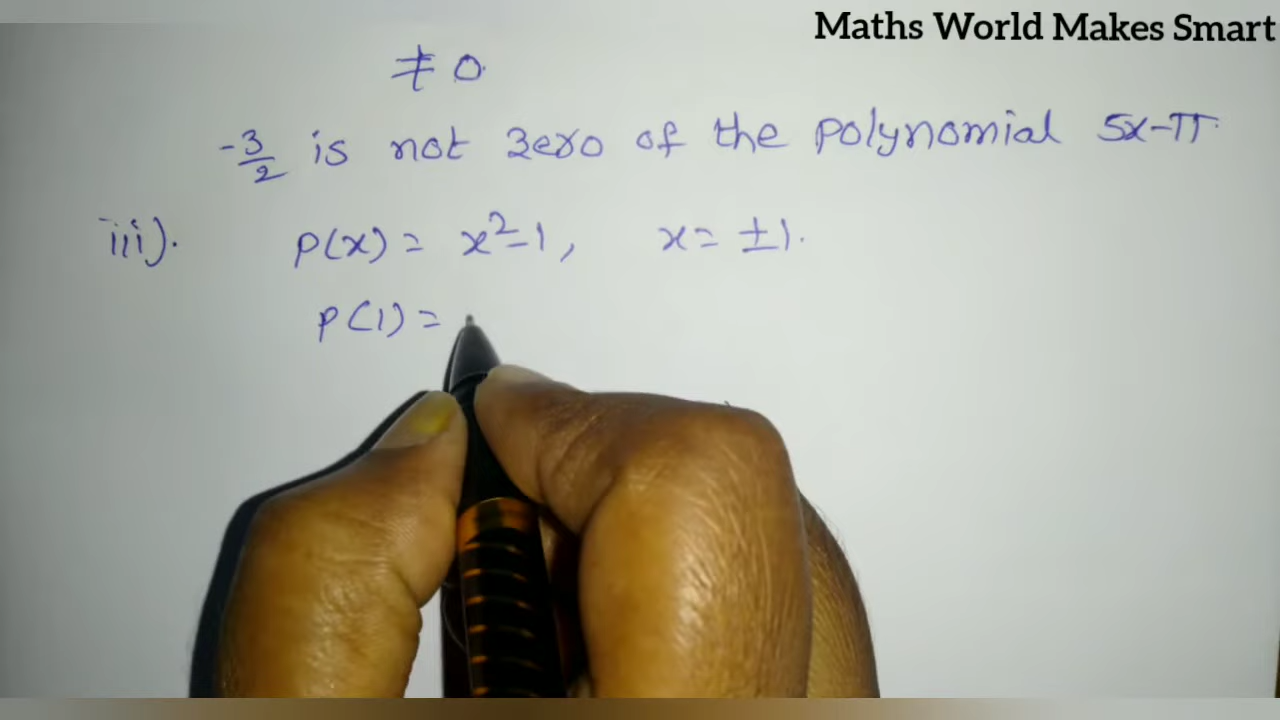 Maths World Makes Smart
≠ 0
-3/2 is not zero of the polynomial 5x-π.
iii). p(x) = x²-1, x = ±1.
p(1) =